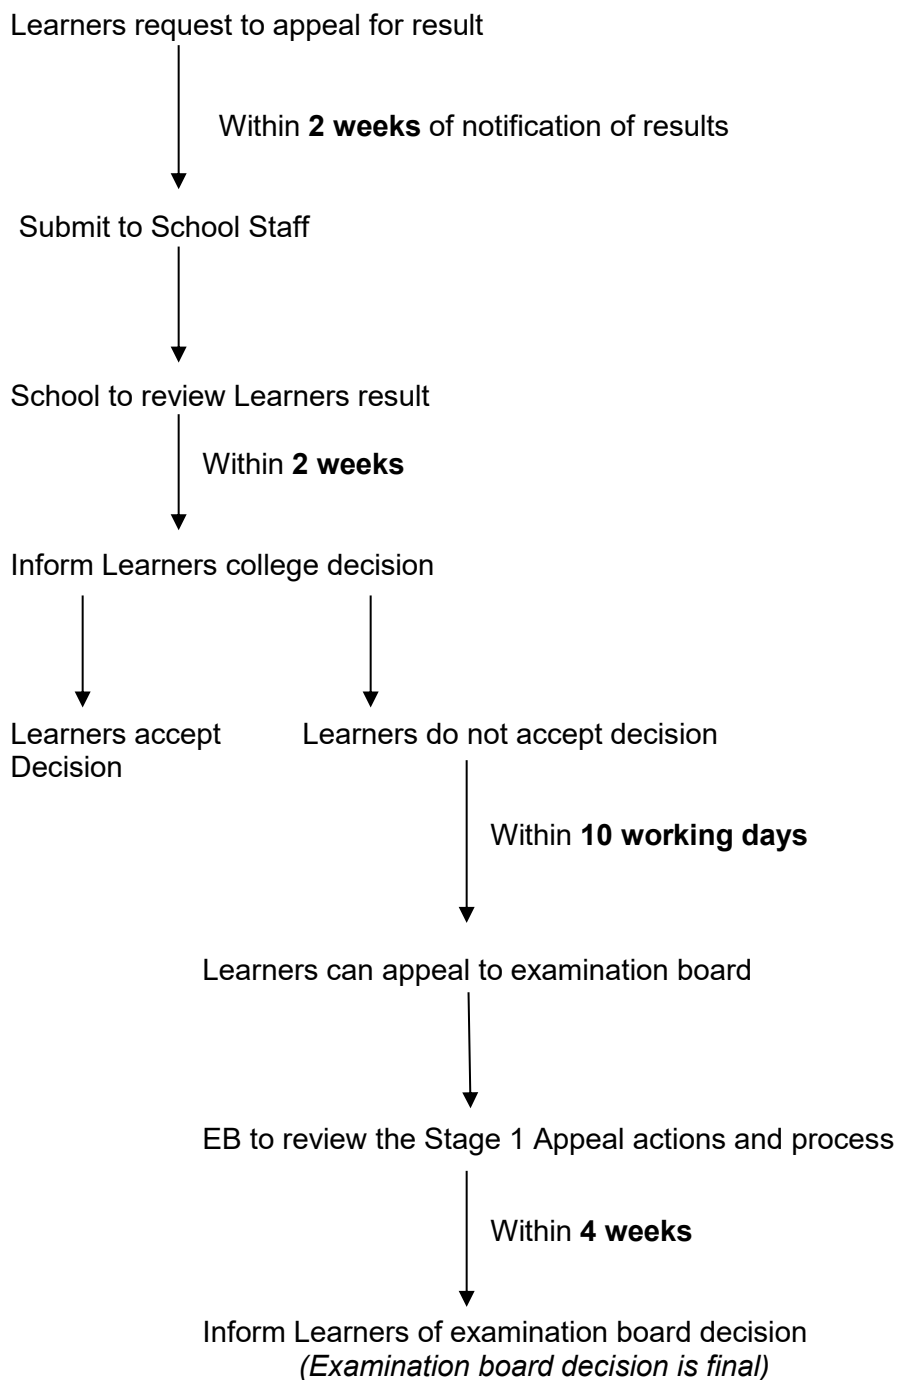 Learners request to appeal for result
Within 2 weeks of notification of results
Submit to School Staff
School to review Learners result
Within 2 weeks
Inform Learners college decision
Learners accept
Decision
Learners do not accept decision
Within 10 working days
Learners can appeal to examination board
EB to review the Stage 1 Appeal actions and process
Within 4 weeks
Inform Learners of examination board decision
(Examination board decision is final)